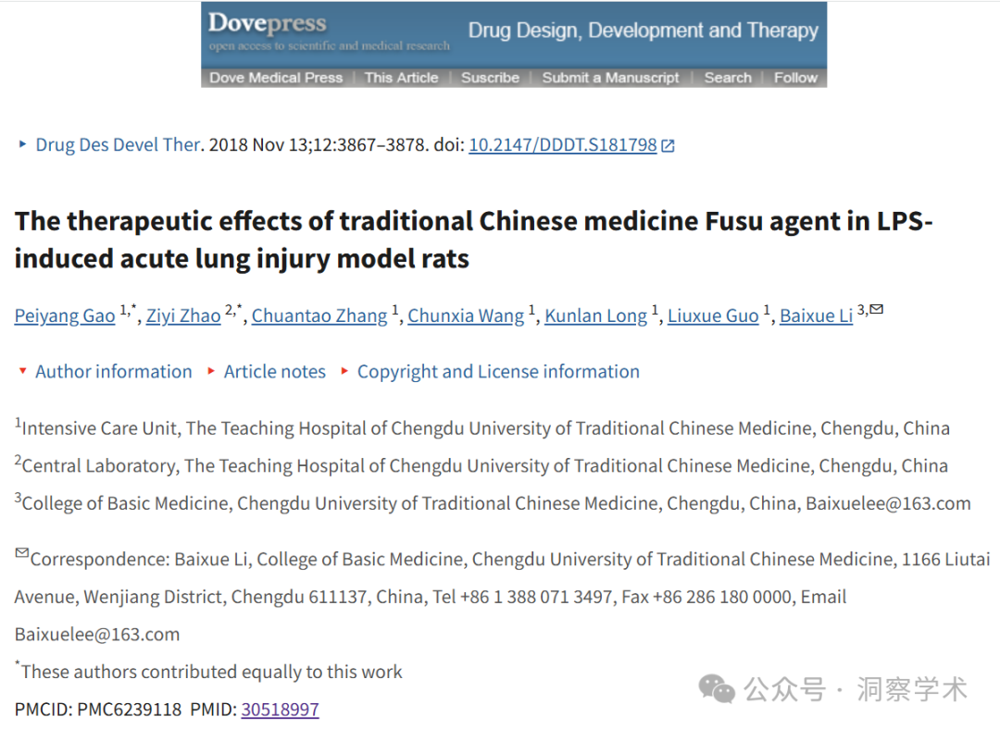 Dovepress
open access to scientific and medical research
Drug Design, Development and Therapy
Dove Medical Press | This Article | Suscribe | Submit a Manuscript | Search | Follow
Drug Des Devel Ther. 2018 Nov 13;12:3867–3878. doi: 10.2147/DDDT.S181798
The therapeutic effects of traditional Chinese medicine Fusu agent in LPS-
induced acute lung injury model rats
Peiyang Gao 1,*, Ziyi Zhao 2,*, Chuantao Zhang 1, Chunxia Wang 1, Kunlan Long 1, Liuxue Guo 1, Baixue Li 3,✉
Author information Article notes Copyright and License information
1Intensive Care Unit, The Teaching Hospital of Chengdu University of Traditional Chinese Medicine, Chengdu, China
2Central Laboratory, The Teaching Hospital of Chengdu University of Traditional Chinese Medicine, Chengdu, China
3College of Basic Medicine, Chengdu University of Traditional Chinese Medicine, Chengdu, China, Baixuelee@163.com
✉Correspondence: Baixue Li, College of Basic Medicine, Chengdu University of Traditional Chinese Medicine, 1166 Liutai
Avenue, Wenjiang District, Chengdu 611137, China, Tel +86 1 388 071 3497, Fax +86 286 180 0000, Email
Baixuelee@163.com
*These authors contributed equally to this work
PMCID: PMC6239118 PMID: 30518997
公众号 · 洞察学术